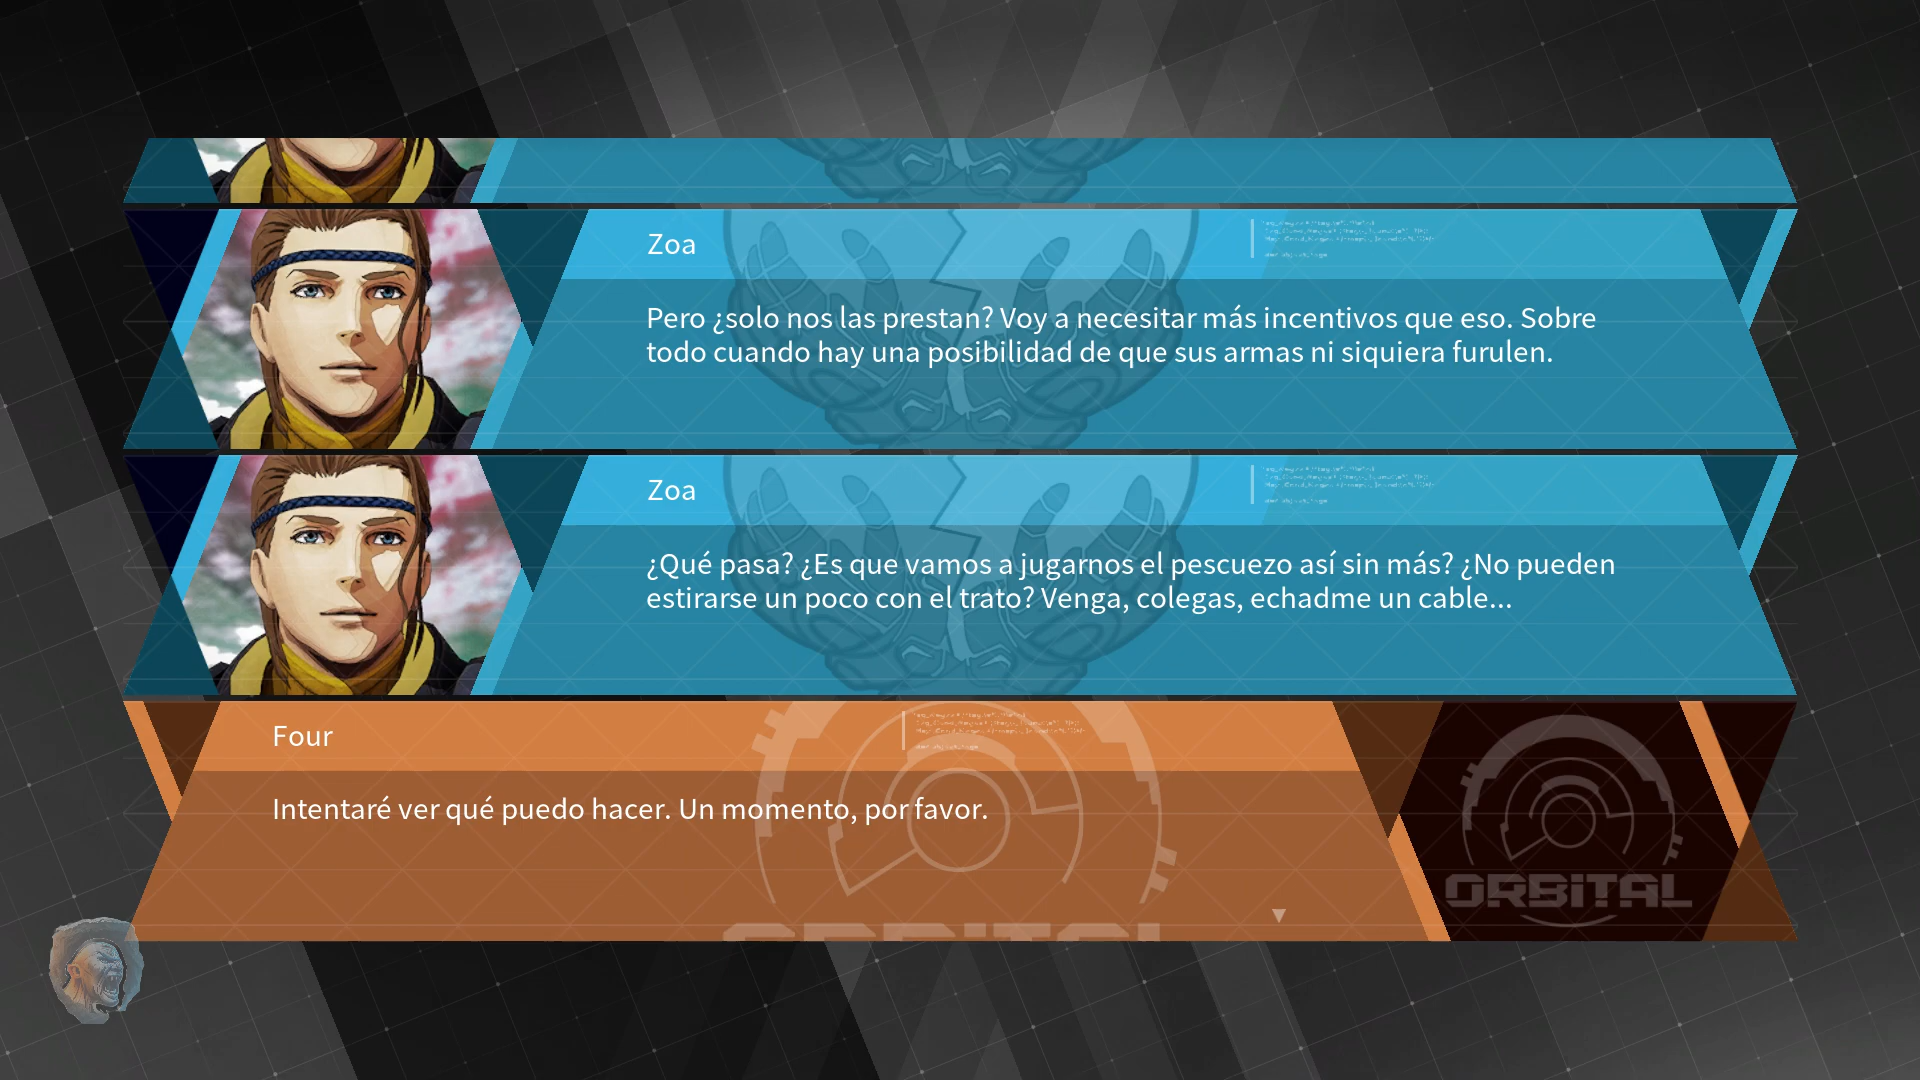 Zoa
Pero ¿solo nos las prestan? Voy a necesitar más incentivos que eso. Sobre
todo cuando hay una posibilidad de que sus armas ni siquiera furulen.
Zoa
¿Qué pasa? ¿Es que vamos a jugarnos el pescuezo así sin más? ¿No pueden
estirarse un poco con el trato? Venga, colegas, echadme un cable...
Four
Intentaré ver qué puedo hacer. Un momento, por favor.
ORBITAL
ORBITAL